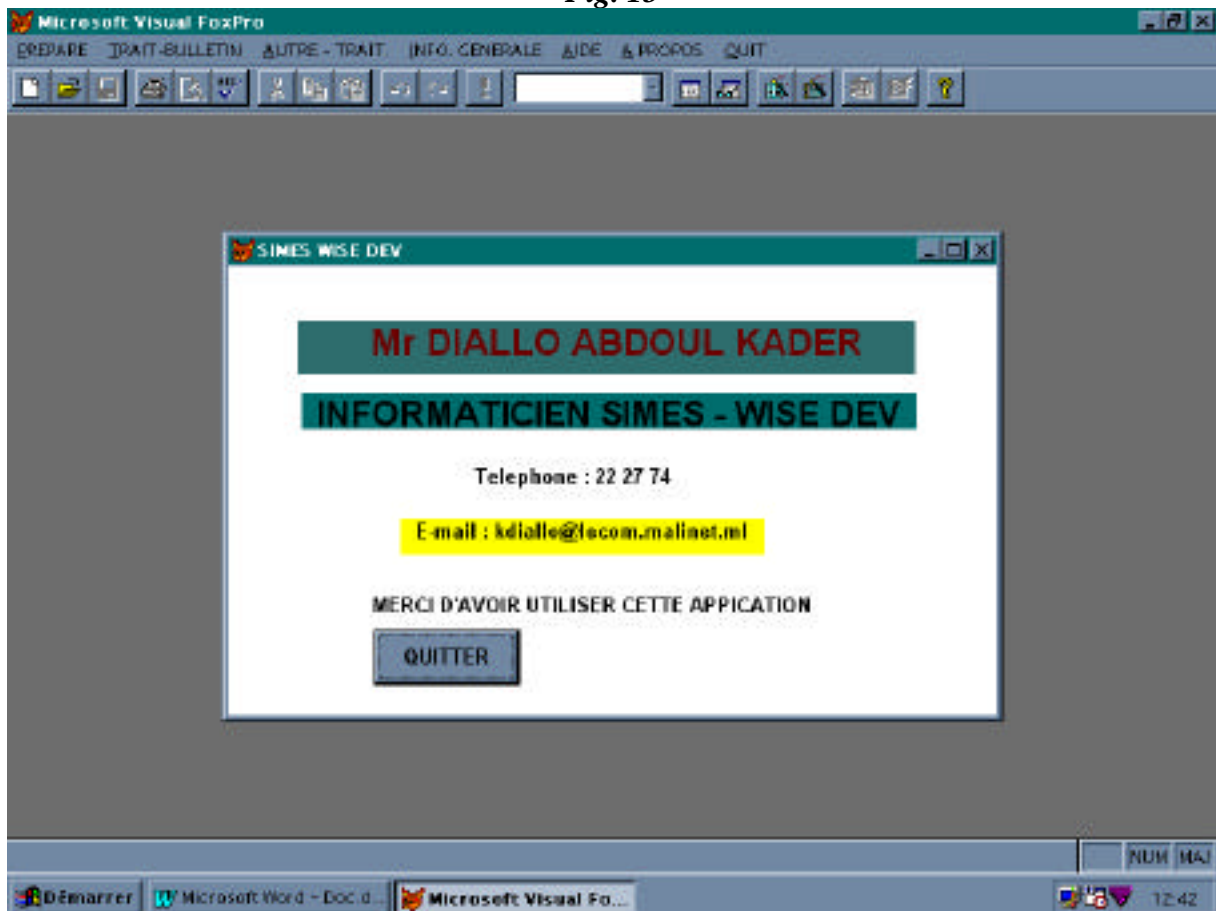 Microsoft Visual FoxPro
PREPARE TRAIT-BULLETIN AUTRE - TRAIT INFO. GENERALE AIDE A PROPOS QUIT
SIMES WISE DEV
Mr DIALLO ABDOUL KADER
INFORMATICIEN SIMES - WISE DEV
Telephone : 22 27 74
E-mail : kdiallo@locom.malinet.ml
MERCI D'AVOIR UTILISER CETTE APPICATION
QUITTER
NUM MAJ
Démarrer Microsoft Word - Doc.d... Microsoft Visual Fo... 12:42